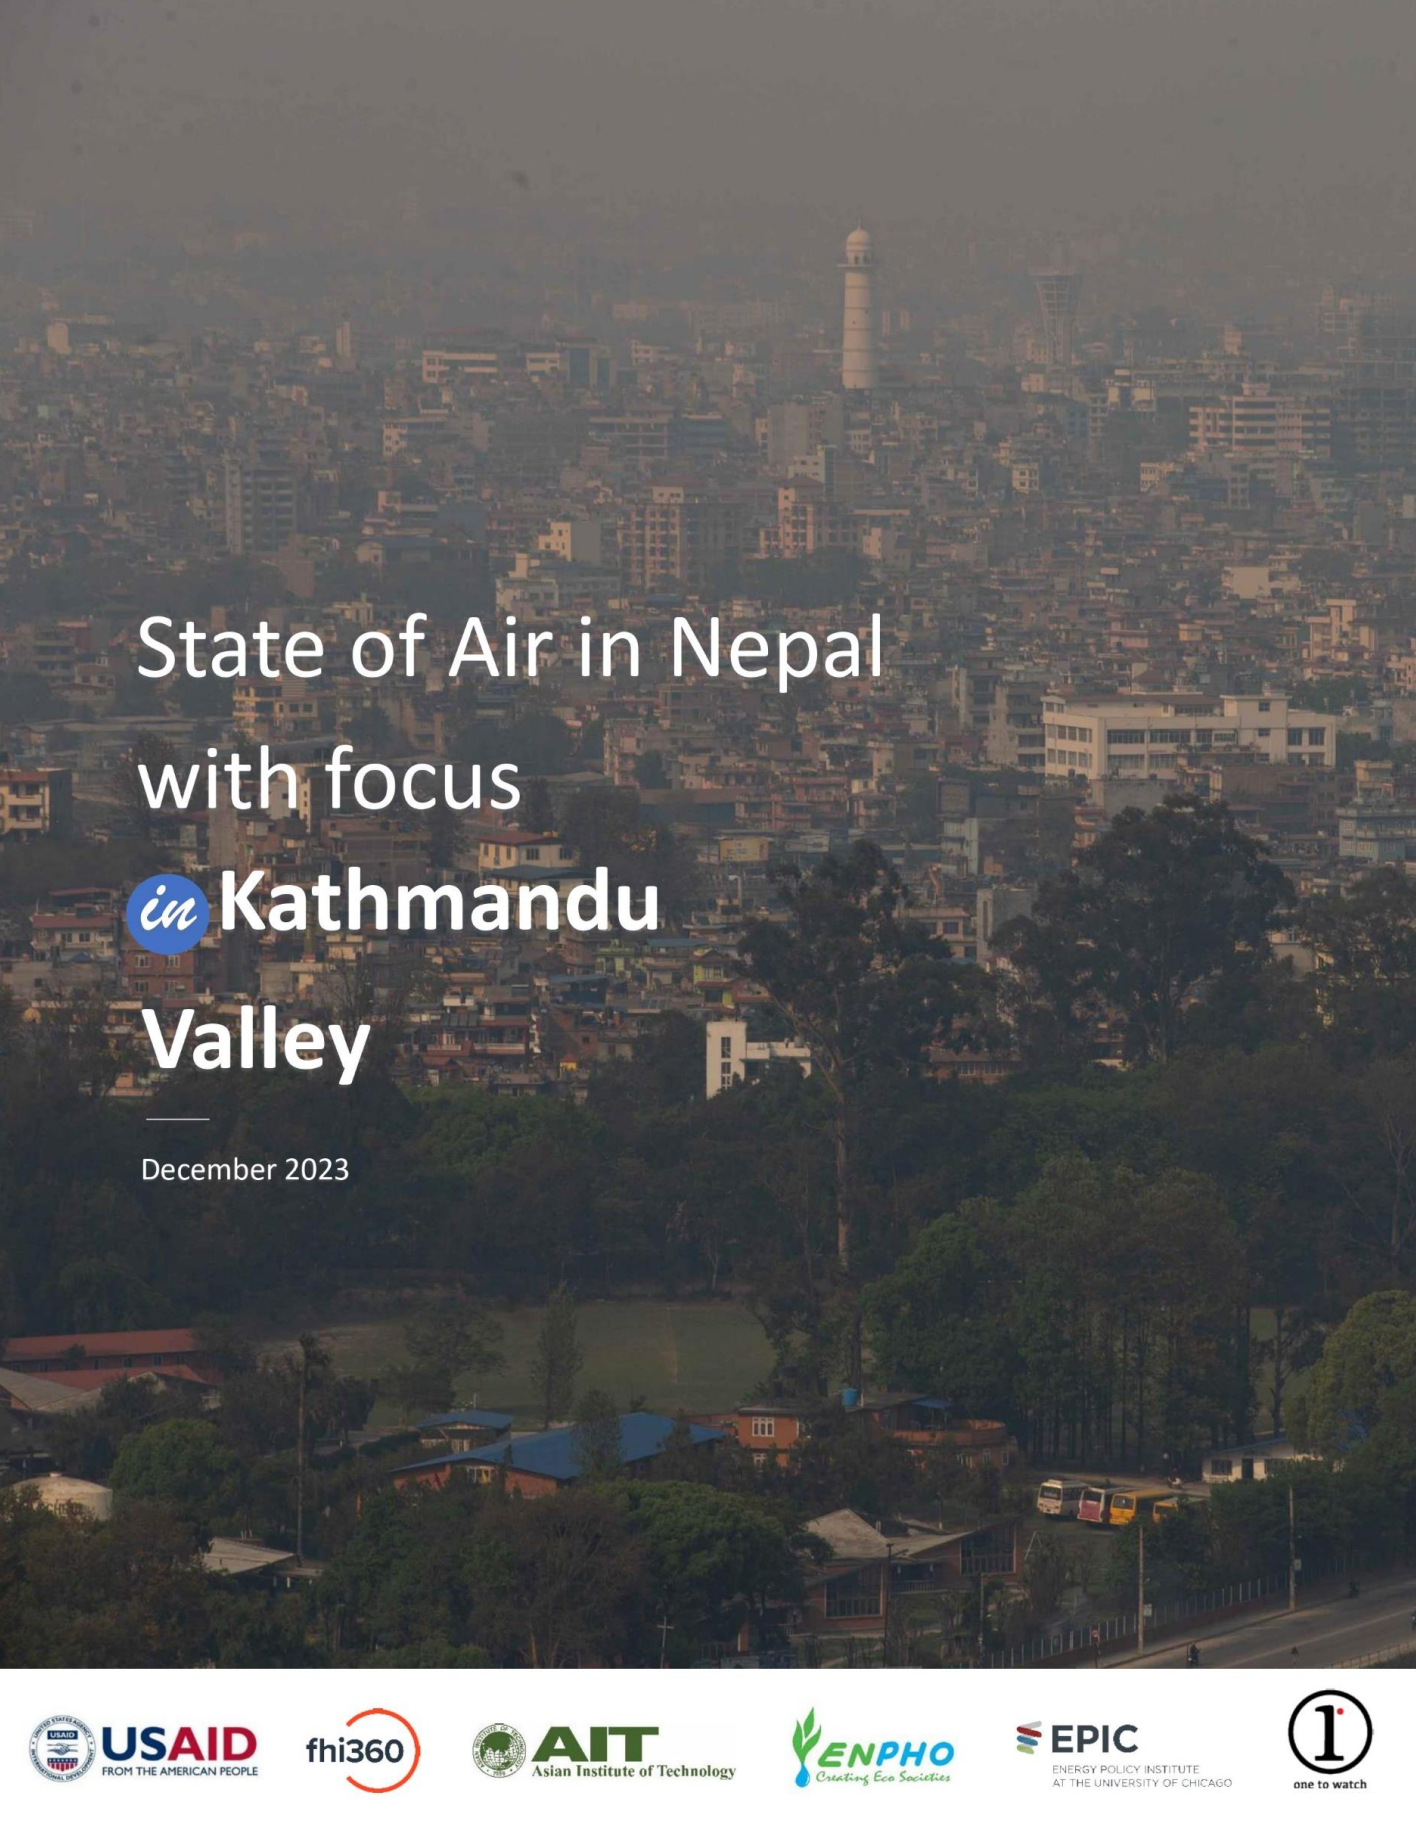 State of Air in Nepal
with focus
in Kathmandu
Valley
December 2023
USAID
USAID
FROM THE AMERICAN PEOPLE
fhi360
AIT
Asian Institute of Technology
ENPHO
Creating Eco Societies
EPIC
ENERGY POLICY INSTITUTE
AT THE UNIVERSITY OF CHICAGO
1
one to watch